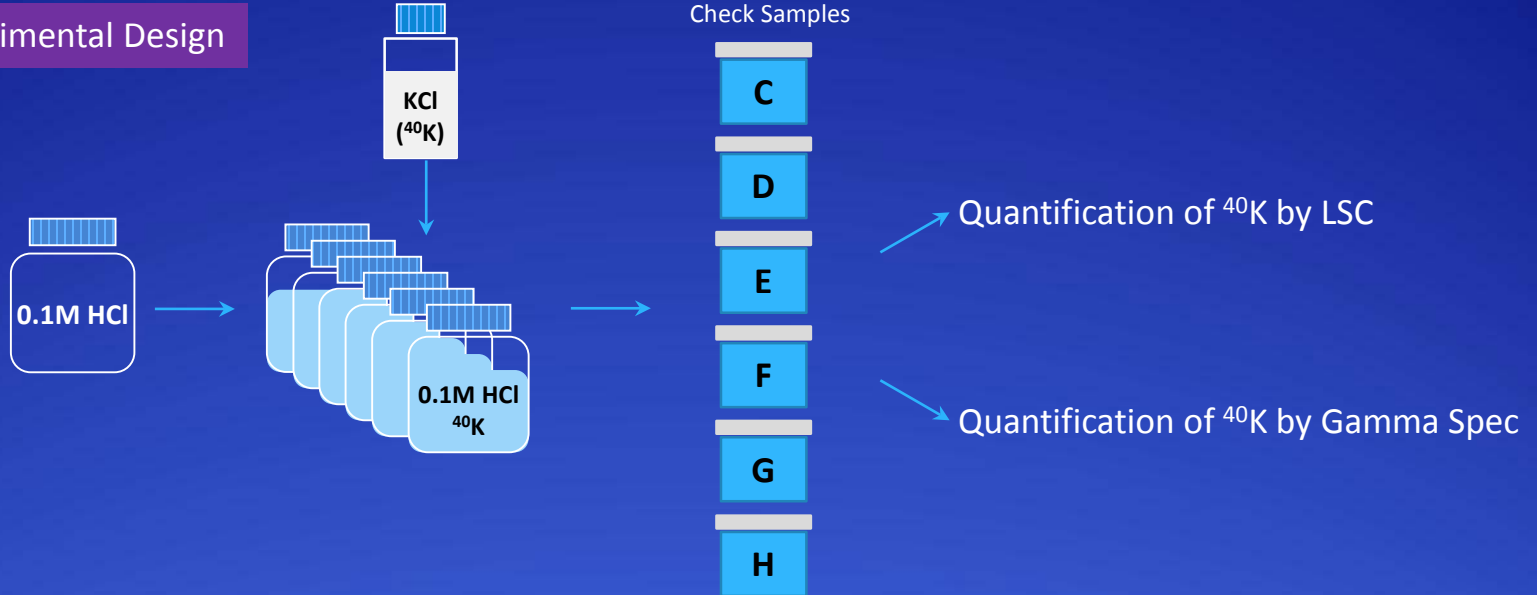 imental Design
Check Samples
KCl
(⁴⁰K)
0.1M HCl
0.1M HCl
⁴⁰K
C
D
E
F
G
H
Quantification of ⁴⁰K by LSC
Quantification of ⁴⁰K by Gamma Spec